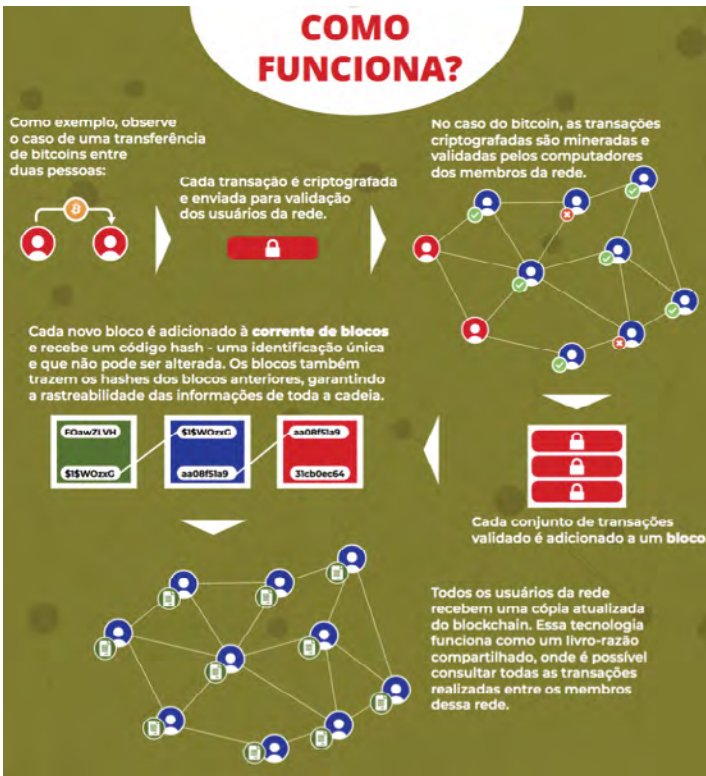 COMO
FUNCIONA?
Como exemplo, observe
o caso de uma transferência
de bitcoins entre
duas pessoas:
Cada transação é criptografada
e enviada para validação
dos usuários da rede.
No caso do bitcoin, as transações
criptografadas são mineradas e
validadas pelos computadores
dos membros da rede.
Cada conjunto de transações
validado é adicionado a um bloco
Cada novo bloco é adicionado à corrente de blocos
e recebe um código hash - uma identificação única
e que não pode ser alterada. Os blocos também
trazem os hashes dos blocos anteriores, garantindo
a rastreabilidade das informações de toda a cadeia.
EQawZLVH
$1$WOzxG
$1$WOzxG
aa08f51a9
aa08f51a9
31cb0ec64
Todos os usuários da rede
recebem uma cópia atualizada
do blockchain. Essa tecnologia
funciona como um livro-razão
compartilhado, onde é possível
consultar todas as transações
realizadas entre os membros
dessa rede.